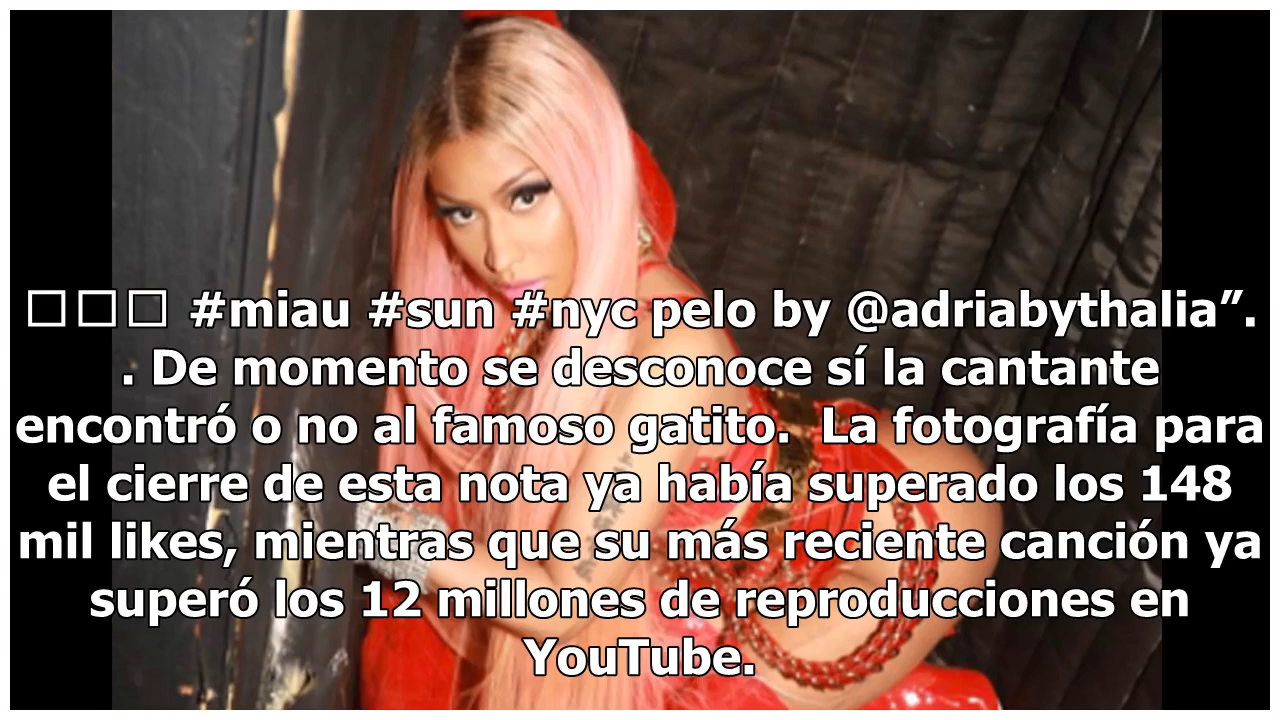 □□□ #miau #sun #nyc pelo by @adriabythalia”.
. De momento se desconoce sí la cantante
encontró o no al famoso gatito.  La fotografía para
el cierre de esta nota ya había superado los 148
mil likes, mientras que su más reciente canción ya
superó los 12 millones de reproducciones en
YouTube.